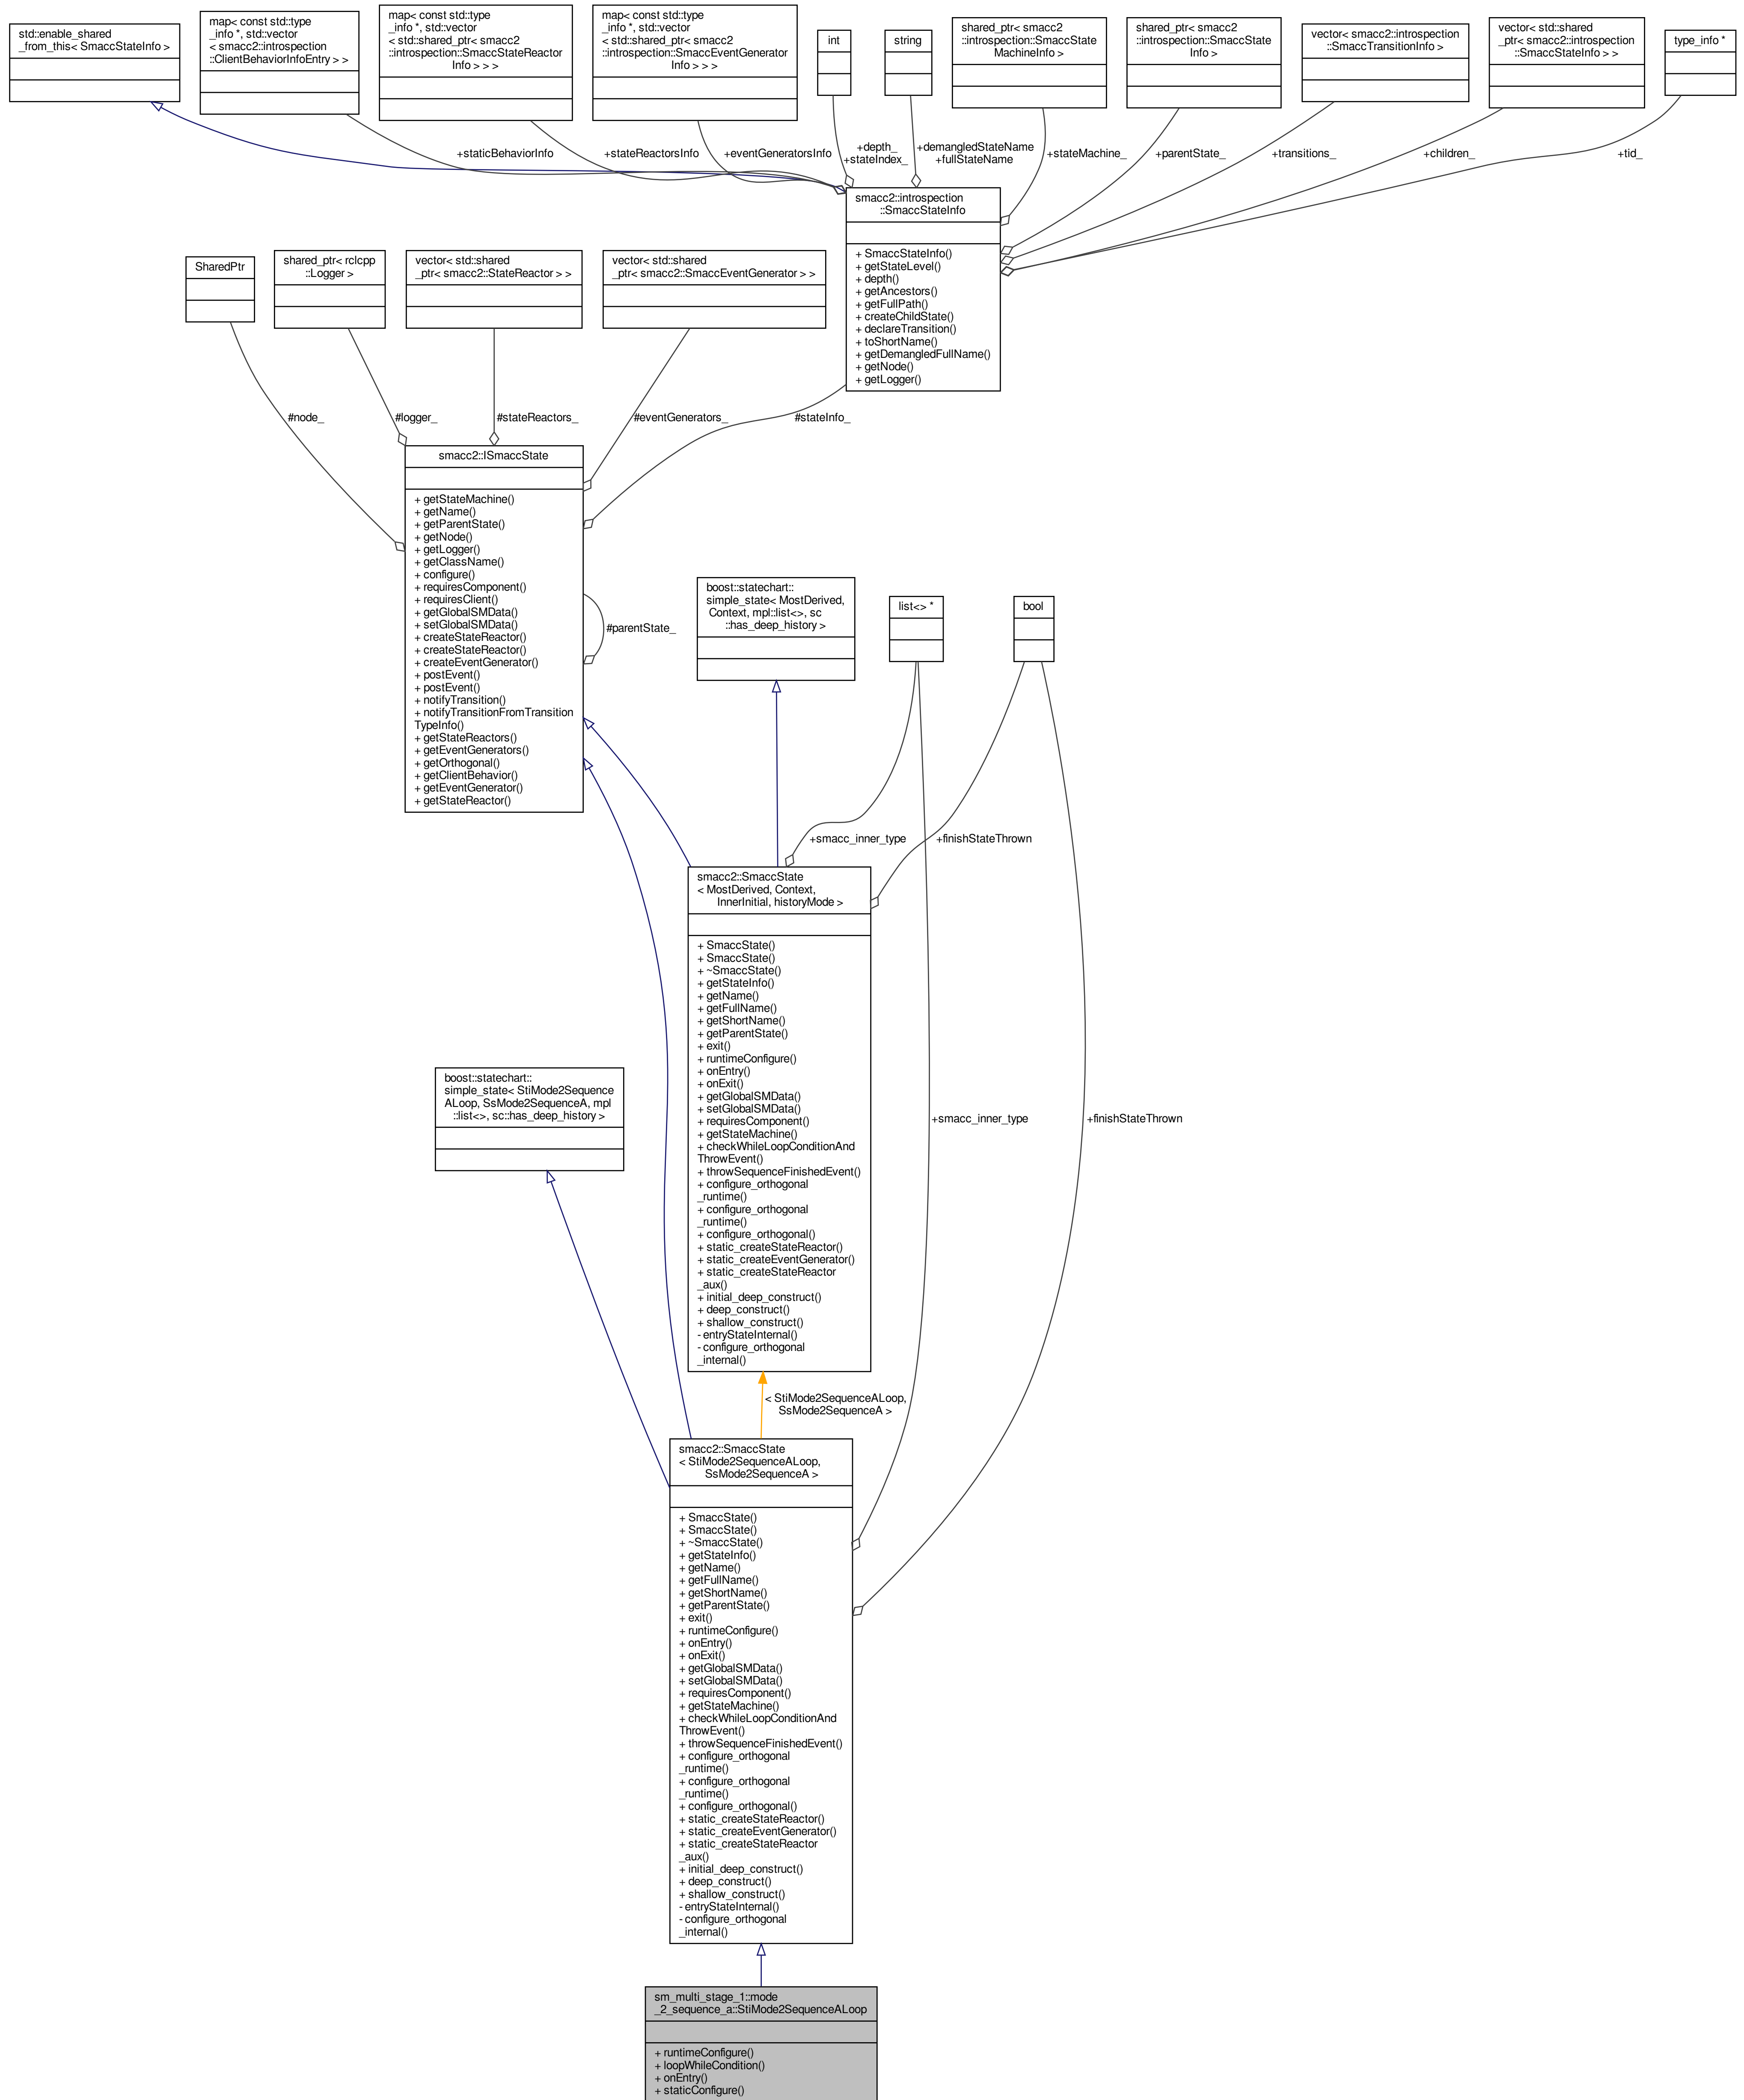 std::enable_shared
_from_this< SmaccStateInfo >
map< const std::type
_info *, std::vector
< smacc2::introspection
::ClientBehaviorInfoEntry > >
map< const std::type
_info *, std::vector
< std::shared_ptr< smacc2
::introspection::SmaccStateReactor
Info > > >
map< const std::type
_info *, std::vector
< std::shared_ptr< smacc2
::introspection::SmaccEventGenerator
Info > > >
int
string
shared_ptr< smacc2
::introspection::SmaccState
MachineInfo >
shared_ptr< smacc2
::introspection::SmaccState
Info >
vector< smacc2::introspection
::SmaccTransitionInfo >
vector< std::shared
_ptr< smacc2::introspection
::SmaccStateInfo > >
type_info *
+staticBehaviorInfo
+stateReactorsInfo
+eventGeneratorsInfo
+depth_
+stateIndex_
+demangledStateName
+fullStateName
+stateMachine_
+parentState_
+transitions_
+children_
+tid_
smacc2::introspection
::SmaccStateInfo
+ SmaccStateInfo()
+ getStateLevel()
+ depth()
+ getAncestors()
+ getFullPath()
+ createChildState()
+ declareTransition()
+ toShortName()
+ getDemangledFullName()
+ getNode()
+ getLogger()
SharedPtr
shared_ptr< rclcpp
::Logger >
vector< std::shared
_ptr< smacc2::StateReactor > >
vector< std::shared
_ptr< smacc2::SmaccEventGenerator > >
#node_
#logger_
#stateReactors_
#eventGenerators_
#stateInfo_
smacc2::ISmaccState
+ getStateMachine()
+ getName()
+ getParentState()
+ getNode()
+ getLogger()
+ getClassName()
+ configure()
+ requiresComponent()
+ requiresClient()
+ getGlobalSMData()
+ setGlobalSMData()
+ createStateReactor()
+ createStateReactor()
+ createEventGenerator()
+ postEvent()
+ postEvent()
+ notifyTransition()
+ notifyTransitionFromTransition
TypeInfo()
+ getStateReactors()
+ getEventGenerators()
+ getOrthogonal()
+ getClientBehavior()
+ getEventGenerator()
+ getStateReactor()
#parentState_
boost::statechart::
simple_state< MostDerived,
Context, mpl::list<>, sc
::has_deep_history >
list<> *
bool
+smacc_inner_type
+finishStateThrown
smacc2::SmaccState
< MostDerived, Context,
InnerInitial, historyMode >
+ SmaccState()
+ SmaccState()
+ ~SmaccState()
+ getStateInfo()
+ getName()
+ getFullName()
+ getShortName()
+ getParentState()
+ exit()
+ runtimeConfigure()
+ onEntry()
+ onExit()
+ getGlobalSMData()
+ setGlobalSMData()
+ requiresComponent()
+ getStateMachine()
+ checkWhileLoopConditionAnd
ThrowEvent()
+ throwSequenceFinishedEvent()
+ configure_orthogonal
_runtime()
+ configure_orthogonal
_runtime()
+ configure_orthogonal()
+ static_createStateReactor()
+ static_createEventGenerator()
+ static_createStateReactor
_aux()
+ initial_deep_construct()
+ deep_construct()
+ shallow_construct()
- entryStateInternal()
- configure_orthogonal
_internal()
boost::statechart::
simple_state< StiMode2Sequence
ALoop, SsMode2SequenceA, mpl
::list<>, sc::has_deep_history >
+smacc_inner_type
+finishStateThrown
< StiMode2SequenceALoop,
SsMode2SequenceA >
smacc2::SmaccState
< StiMode2SequenceALoop,
SsMode2SequenceA >
+ SmaccState()
+ SmaccState()
+ ~SmaccState()
+ getStateInfo()
+ getName()
+ getFullName()
+ getShortName()
+ getParentState()
+ exit()
+ runtimeConfigure()
+ onEntry()
+ onExit()
+ getGlobalSMData()
+ setGlobalSMData()
+ requiresComponent()
+ getStateMachine()
+ checkWhileLoopConditionAnd
ThrowEvent()
+ throwSequenceFinishedEvent()
+ configure_orthogonal
_runtime()
+ configure_orthogonal
_runtime()
+ configure_orthogonal()
+ static_createStateReactor()
+ static_createEventGenerator()
+ static_createStateReactor
_aux()
+ initial_deep_construct()
+ deep_construct()
+ shallow_construct()
- entryStateInternal()
- configure_orthogonal
_internal()
sm_multi_stage_1::mode
_2_sequence_a::StiMode2SequenceALoop
+ runtimeConfigure()
+ loopWhileCondition()
+ onEntry()
+ staticConfigure()